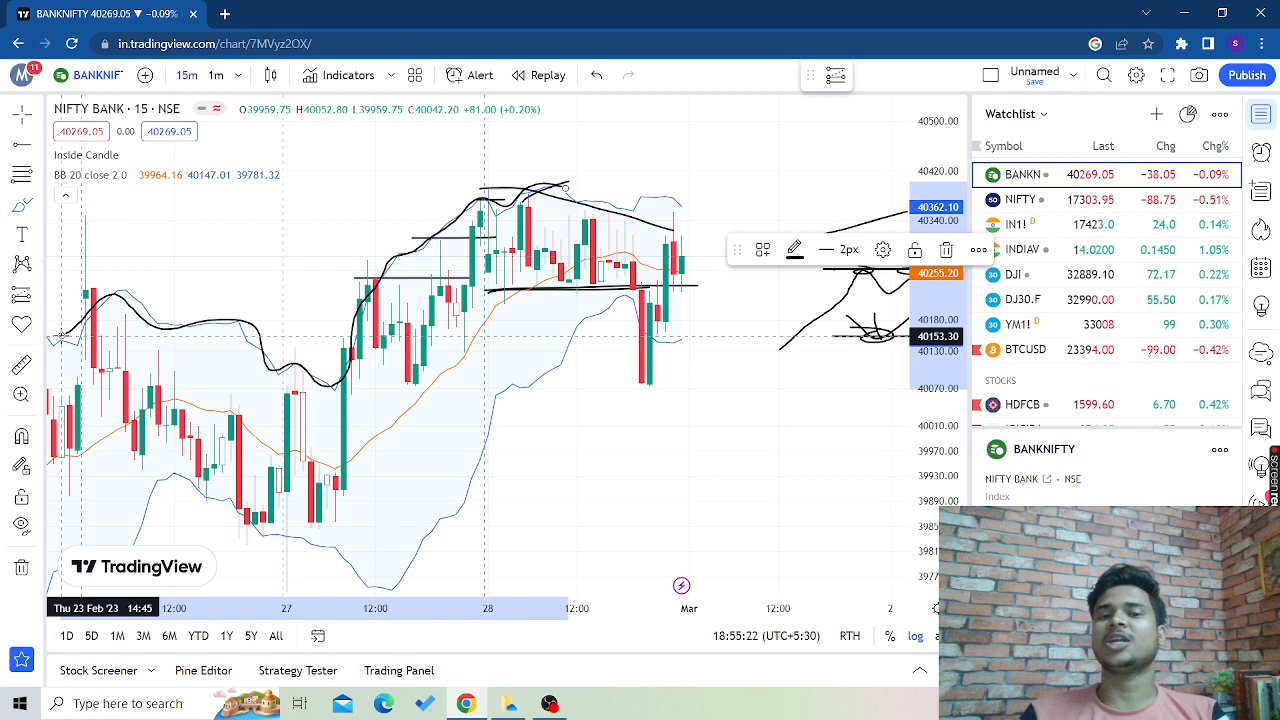 BANKNIFTY 40269.05 ▼ −0.09%
in.tradingview.com/chart/7MVyz2OX/
S
M 11 BANKNIF 15m 1m Indicators Alert Replay Unnamed Save Publish
NIFTY BANK · 15 · NSE O39959.75 H40052.80 L39959.75 C40042.20 +81.00 (+0.20%)
40269.05 0.00 40269.05
Inside Candle
BB 20 close 2 0 39964.16 40147.01 39781.32
2px
40500.00
40420.00
40362.10
40340.00
40255.20
40180.00
40153.30
40130.00
40070.00
40010.00
39970.00
39930.00
39890.00
TradingView
Thu 23 Feb '23 14:45 12:00 27 12:00 28 12:00 Mar 12:00 2
1D 5D 1M 3M 6M YTD 1Y 5Y All 18:55:22 (UTC+5:30) RTH % log
Stock Screener Pine Editor Strategy Tester Trading Panel
Watchlist
Symbol Last Chg Chg%
BANKN 40269.05 −38.05 −0.09%
50 NIFTY 17303.95 −88.75 −0.51%
IN1! D 17423.0 24.0 0.14%
INDIAV 14.0200 0.1450 1.05%
30 DJI 32889.10 72.17 0.22%
30 DJ30.F 32990.00 55.50 0.17%
30 YM1! D 33008 99 0.30%
BTCUSD 23394.00 −99.00 −0.42%
STOCKS
HDFCB 1599.60 6.70 0.42%
BANKNIFTY
NIFTY BANK · NSE
Index
Type here to search